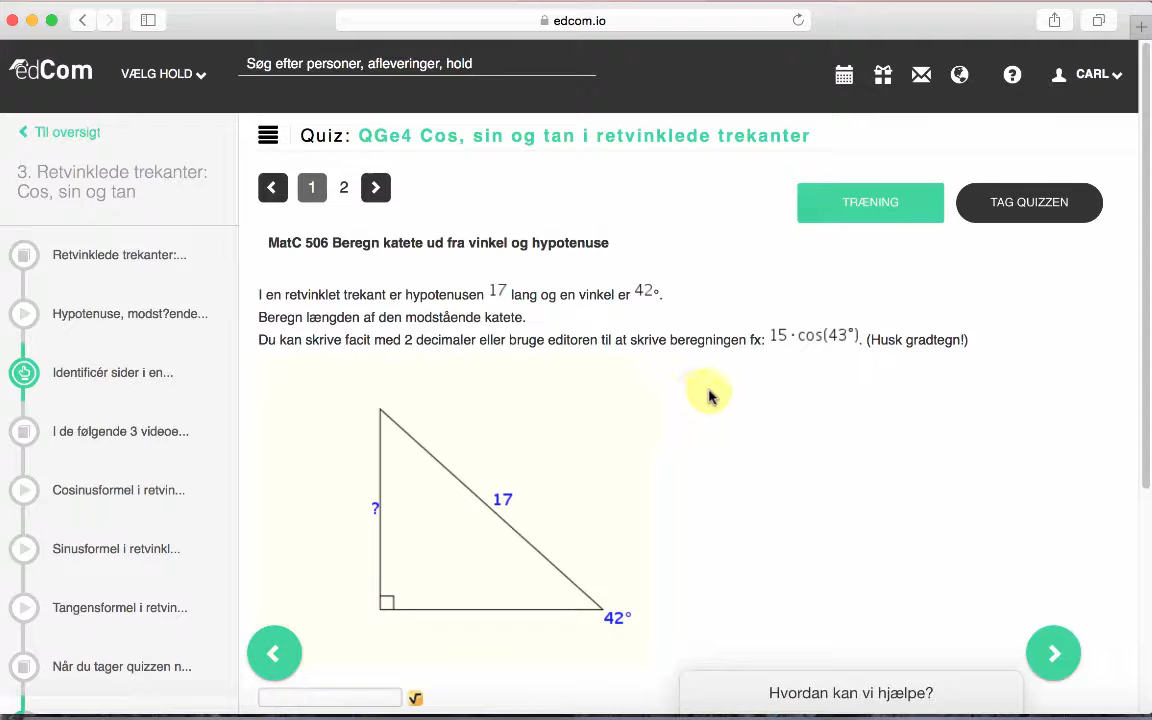 edcom.io
edCom
VÆLG HOLD
Søg efter personer, afleveringer, hold
CARL
Til oversigt
3. Retvinklede trekanter:
Cos, sin og tan
Retvinklede trekanter:...
Hypotenuse, modst?ende...
Identificér sider i en...
I de følgende 3 videoe...
Cosinusformel i retvin...
Sinusformel i retvinkl...
Tangensformel i retvin...
Når du tager quizzen n...
Quiz: QGe4 Cos, sin og tan i retvinklede trekanter
1 2
TRÆNING
TAG QUIZZEN
MatC 506 Beregn katete ud fra vinkel og hypotenuse
I en retvinklet trekant er hypotenusen 17 lang og en vinkel er 42°.
Beregn længden af den modstående katete.
Du kan skrive facit med 2 decimaler eller bruge editoren til at skrive beregningen fx: 15·cos(43°). (Husk gradtegn!)
17
?
42°
Hvordan kan vi hjælpe?